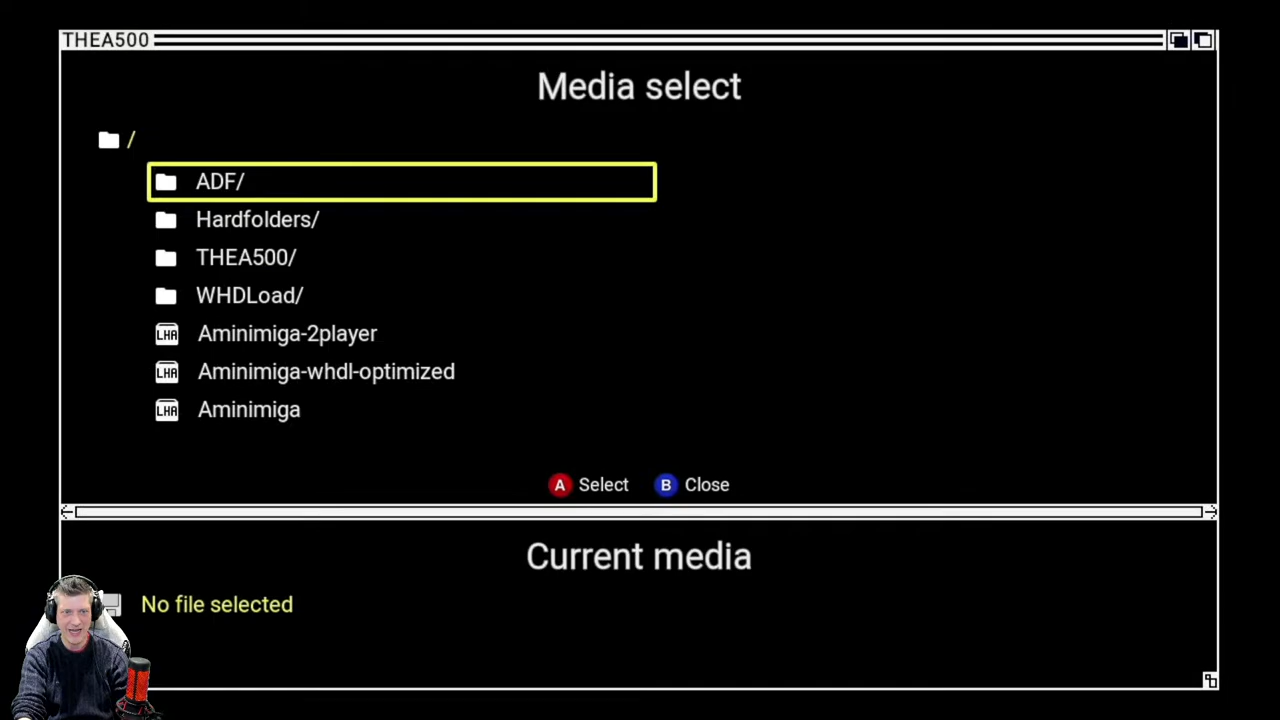 THEA500
Media select
/
ADF/
Hardfolders/
THEA500/
WHDLoad/
LHA Aminimiga-2player
LHA Aminimiga-whdl-optimized
LHA Aminimiga
A Select B Close
Current media
No file selected